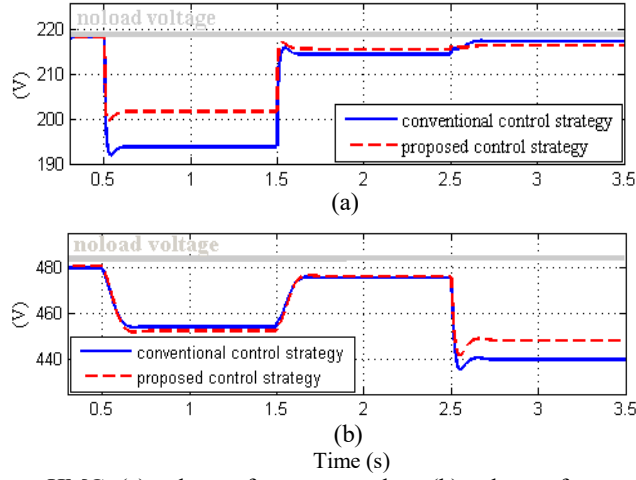 noload voltage
220
210
200
190
(V)
conventional control strategy
proposed control strategy
0.5 1 1.5 2 2.5 3 3.5
(a)
noload voltage
480
460
440
(V)
conventional control strategy
proposed control strategy
0.5 1 1.5 2 2.5 3 3.5
(b)
Time (s)